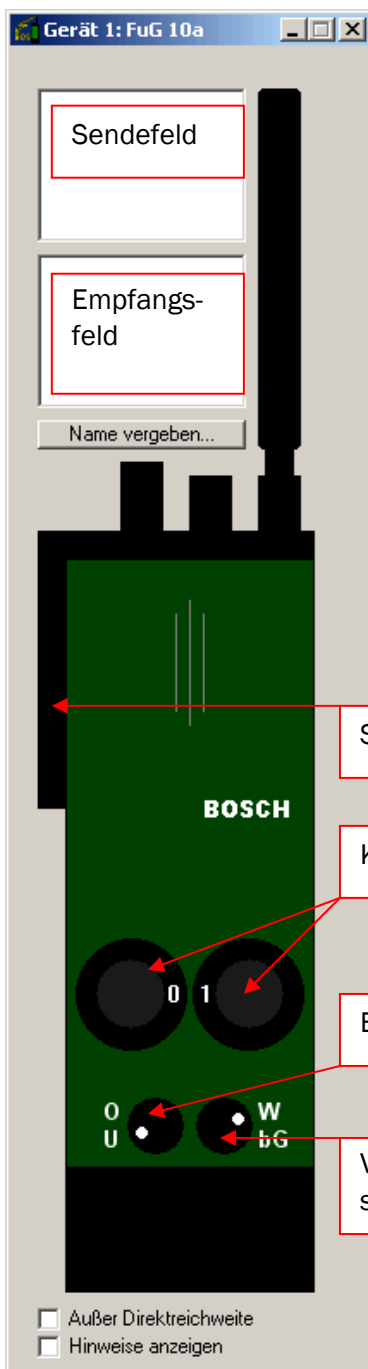 Gerät 1: FuG 10a
Sendefeld
Empfangs-
feld
Name vergeben...
BOSCH
0 1
O
U
W
bG
Außer Direktreichweite
Hinweise anzeigen